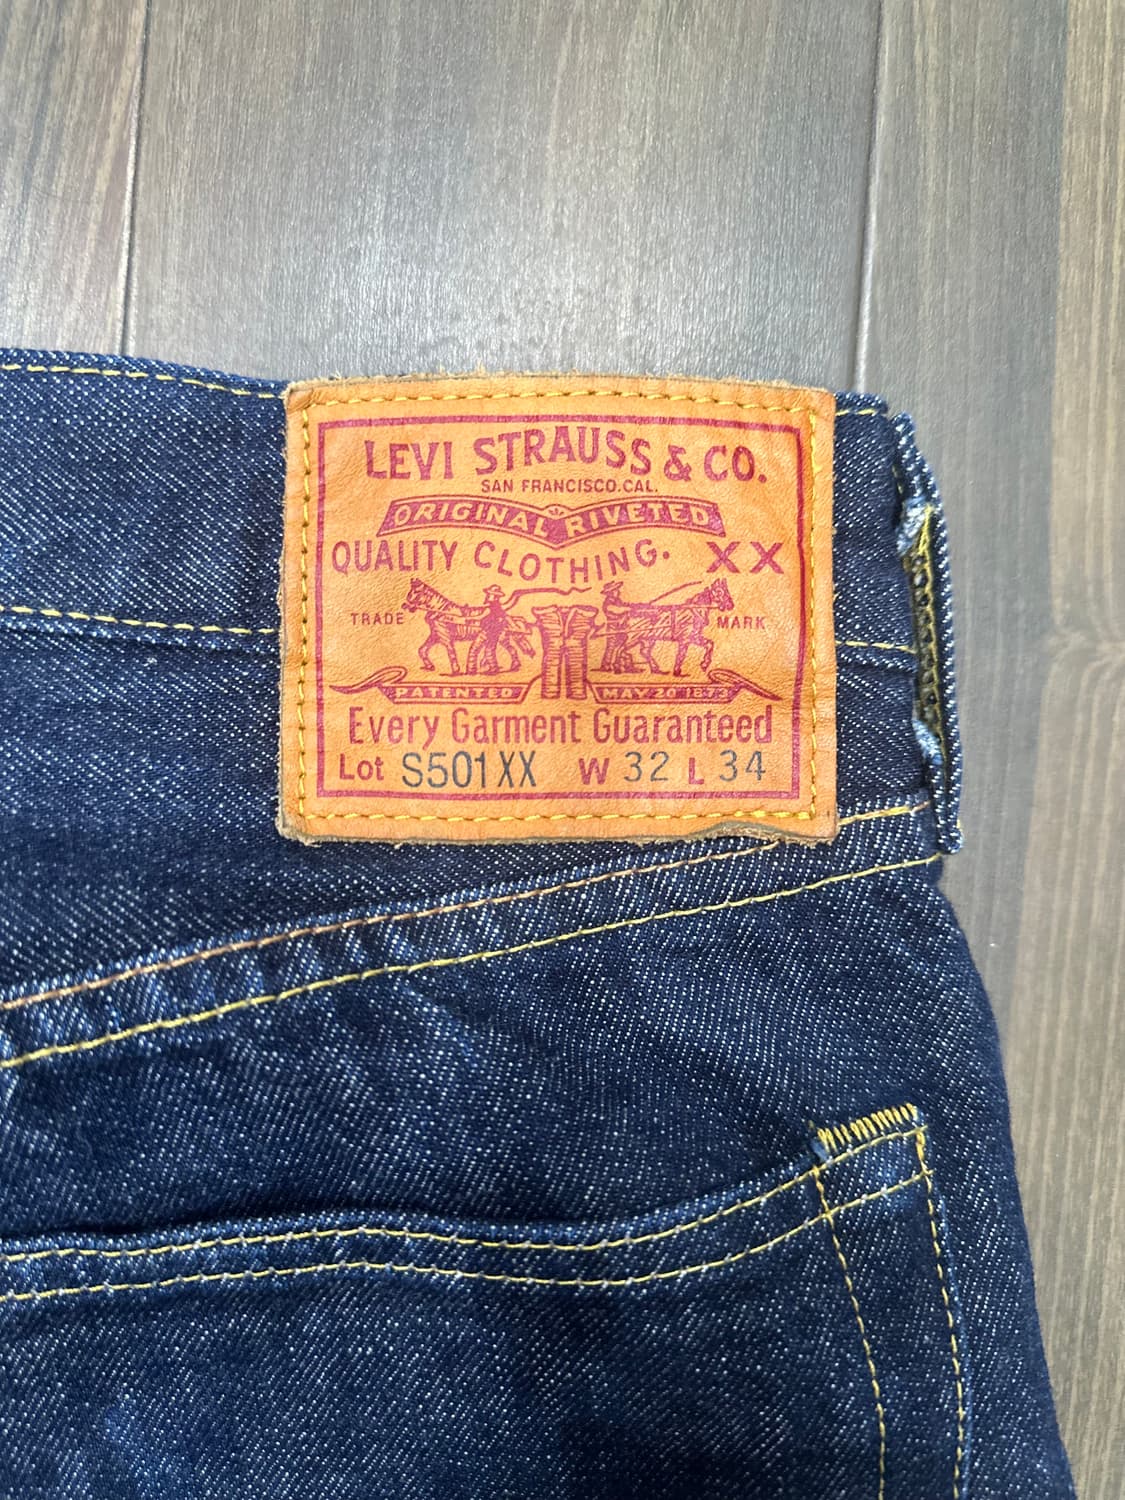 LEVI STRAUSS & CO.
SAN FRANCISCO.CAL.
ORIGINAL RIVETED
QUALITY CLOTHING. XX
TRADE MARK
PATENTED MAY 20 1873
Every Garment Guaranteed
Lot S501XX W 32 L 34